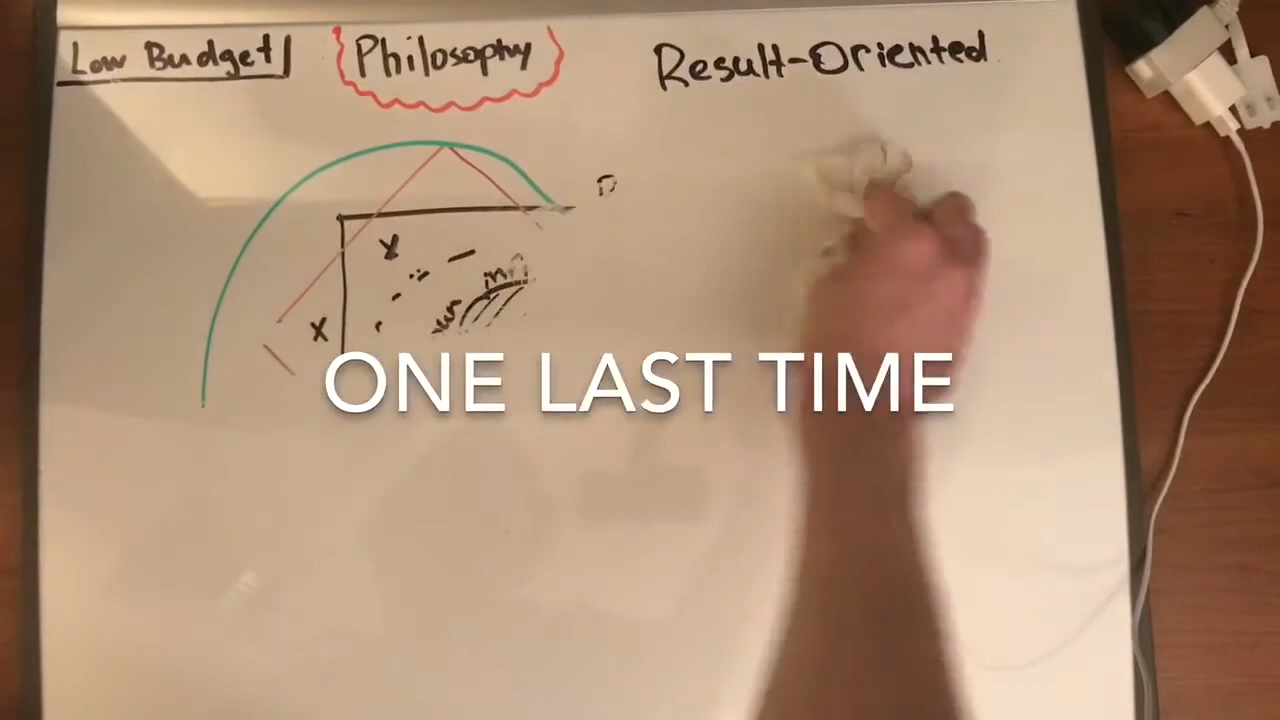 Low Budget
Philosophy
Result-Oriented
X
X
ONE LAST TIME